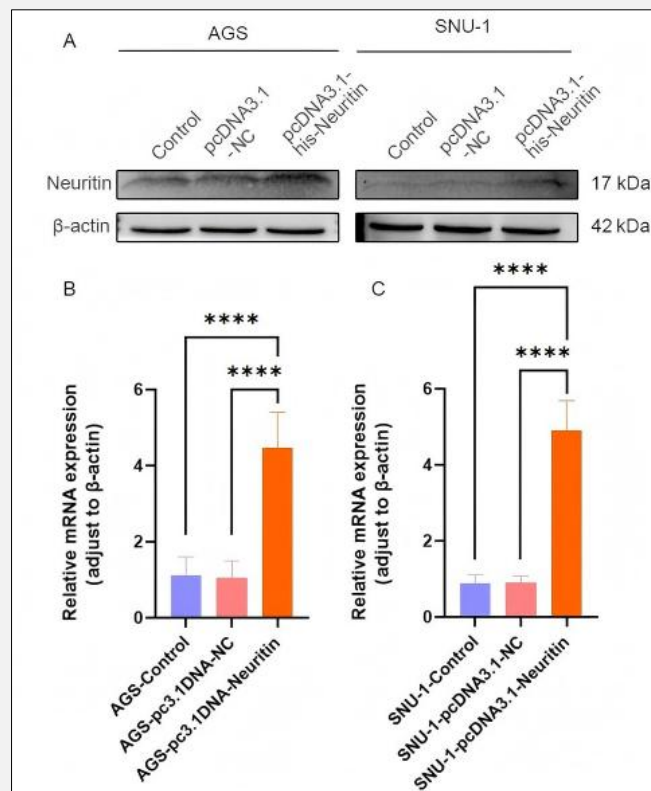 A
AGS
SNU-1
Control
pcDNA3.1
-NC
pcDNA3.1-
his-Neuritin
Control
pcDNA3.1
-NC
pcDNA3.1-
his-Neuritin
Neuritin
17 kDa
β-actin
42 kDa
B
****
****
Relative mRNA expression
(adjust to β-actin)
6
4
2
0
AGS-Control
AGS-pc3.1DNA-NC
AGS-pc3.1DNA-Neuritin
C
****
****
Relative mRNA expression
(adjust to β-actin)
6
4
2
0
SNU-1-Control
SNU-1-pcDNA3.1-NC
SNU-1-pcDNA3.1-Neuritin